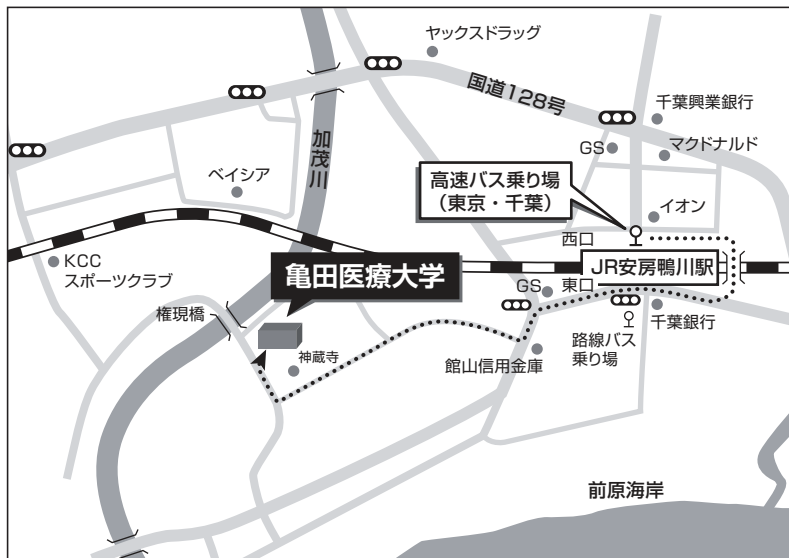 ヤックスドラッグ
国道128号
千葉興業銀行
GS
マクドナルド
加茂川
ベイシア
高速バス乗り場
（東京・千葉）
イオン
西口
KCC
スポーツクラブ
亀田医療大学
JR安房鴨川駅
GS
東口
権現橋
千葉銀行
神蔵寺
館山信用金庫
路線バス
乗り場
前原海岸